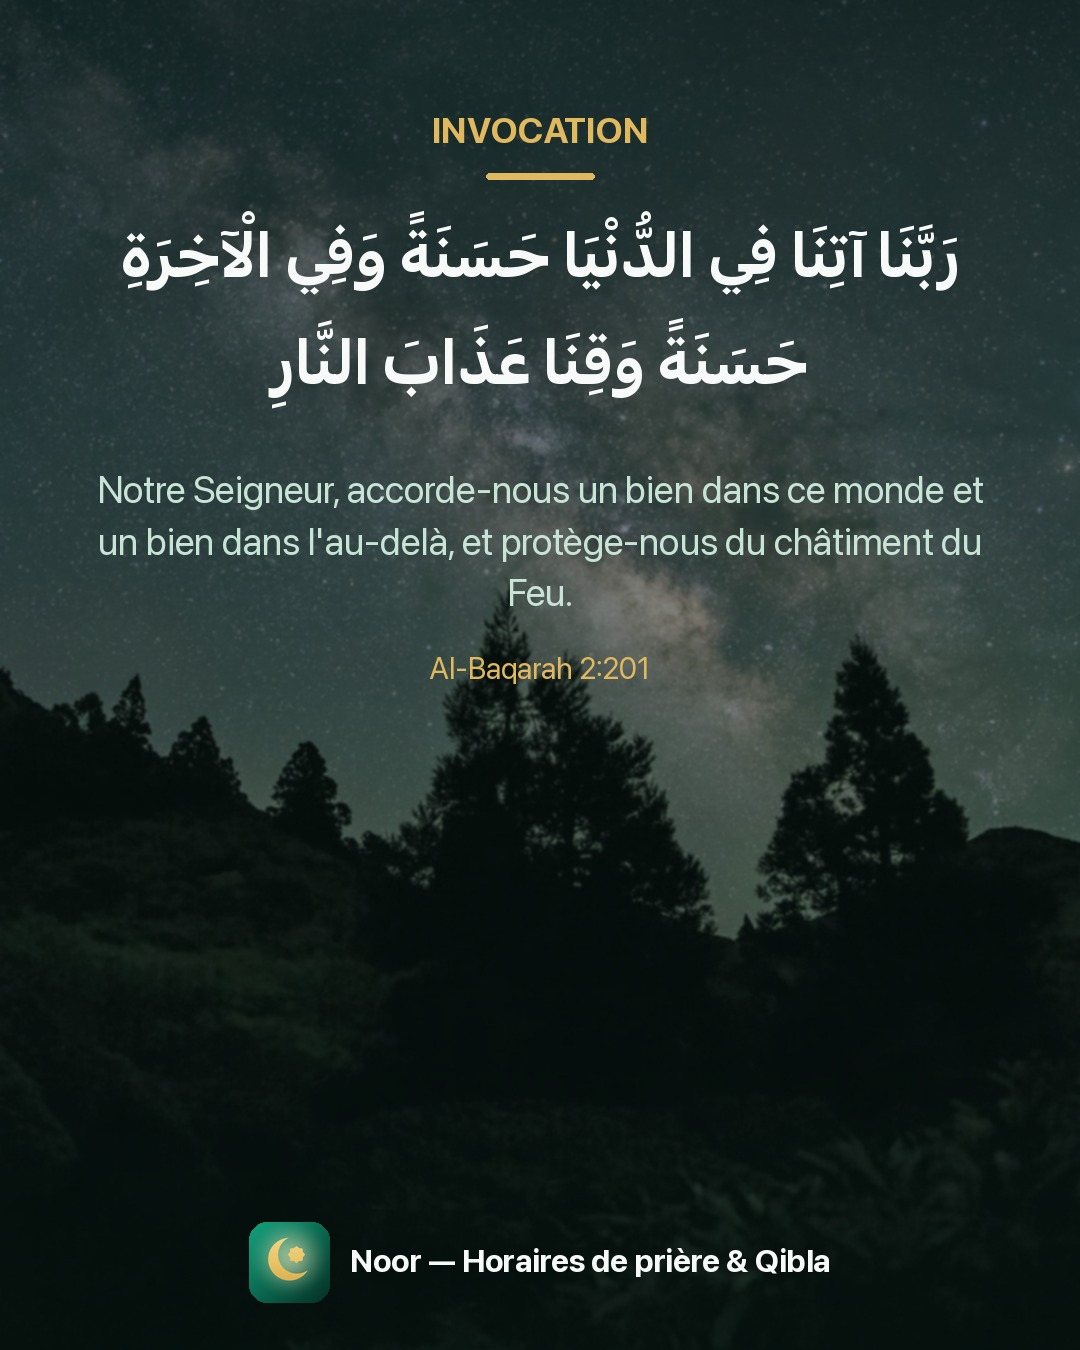 INVOCATION
رَبَّنَا آتِنَا فِي الدُّنْيَا حَسَنَةً وَفِي الْآخِرَةِ
حَسَنَةً وَقِنَا عَذَابَ النَّارِ
Notre Seigneur, accorde-nous un bien dans ce monde et
un bien dans l'au-delà, et protège-nous du châtiment du
Feu.
Al-Baqarah 2:201
Noor — Horaires de prière & Qibla